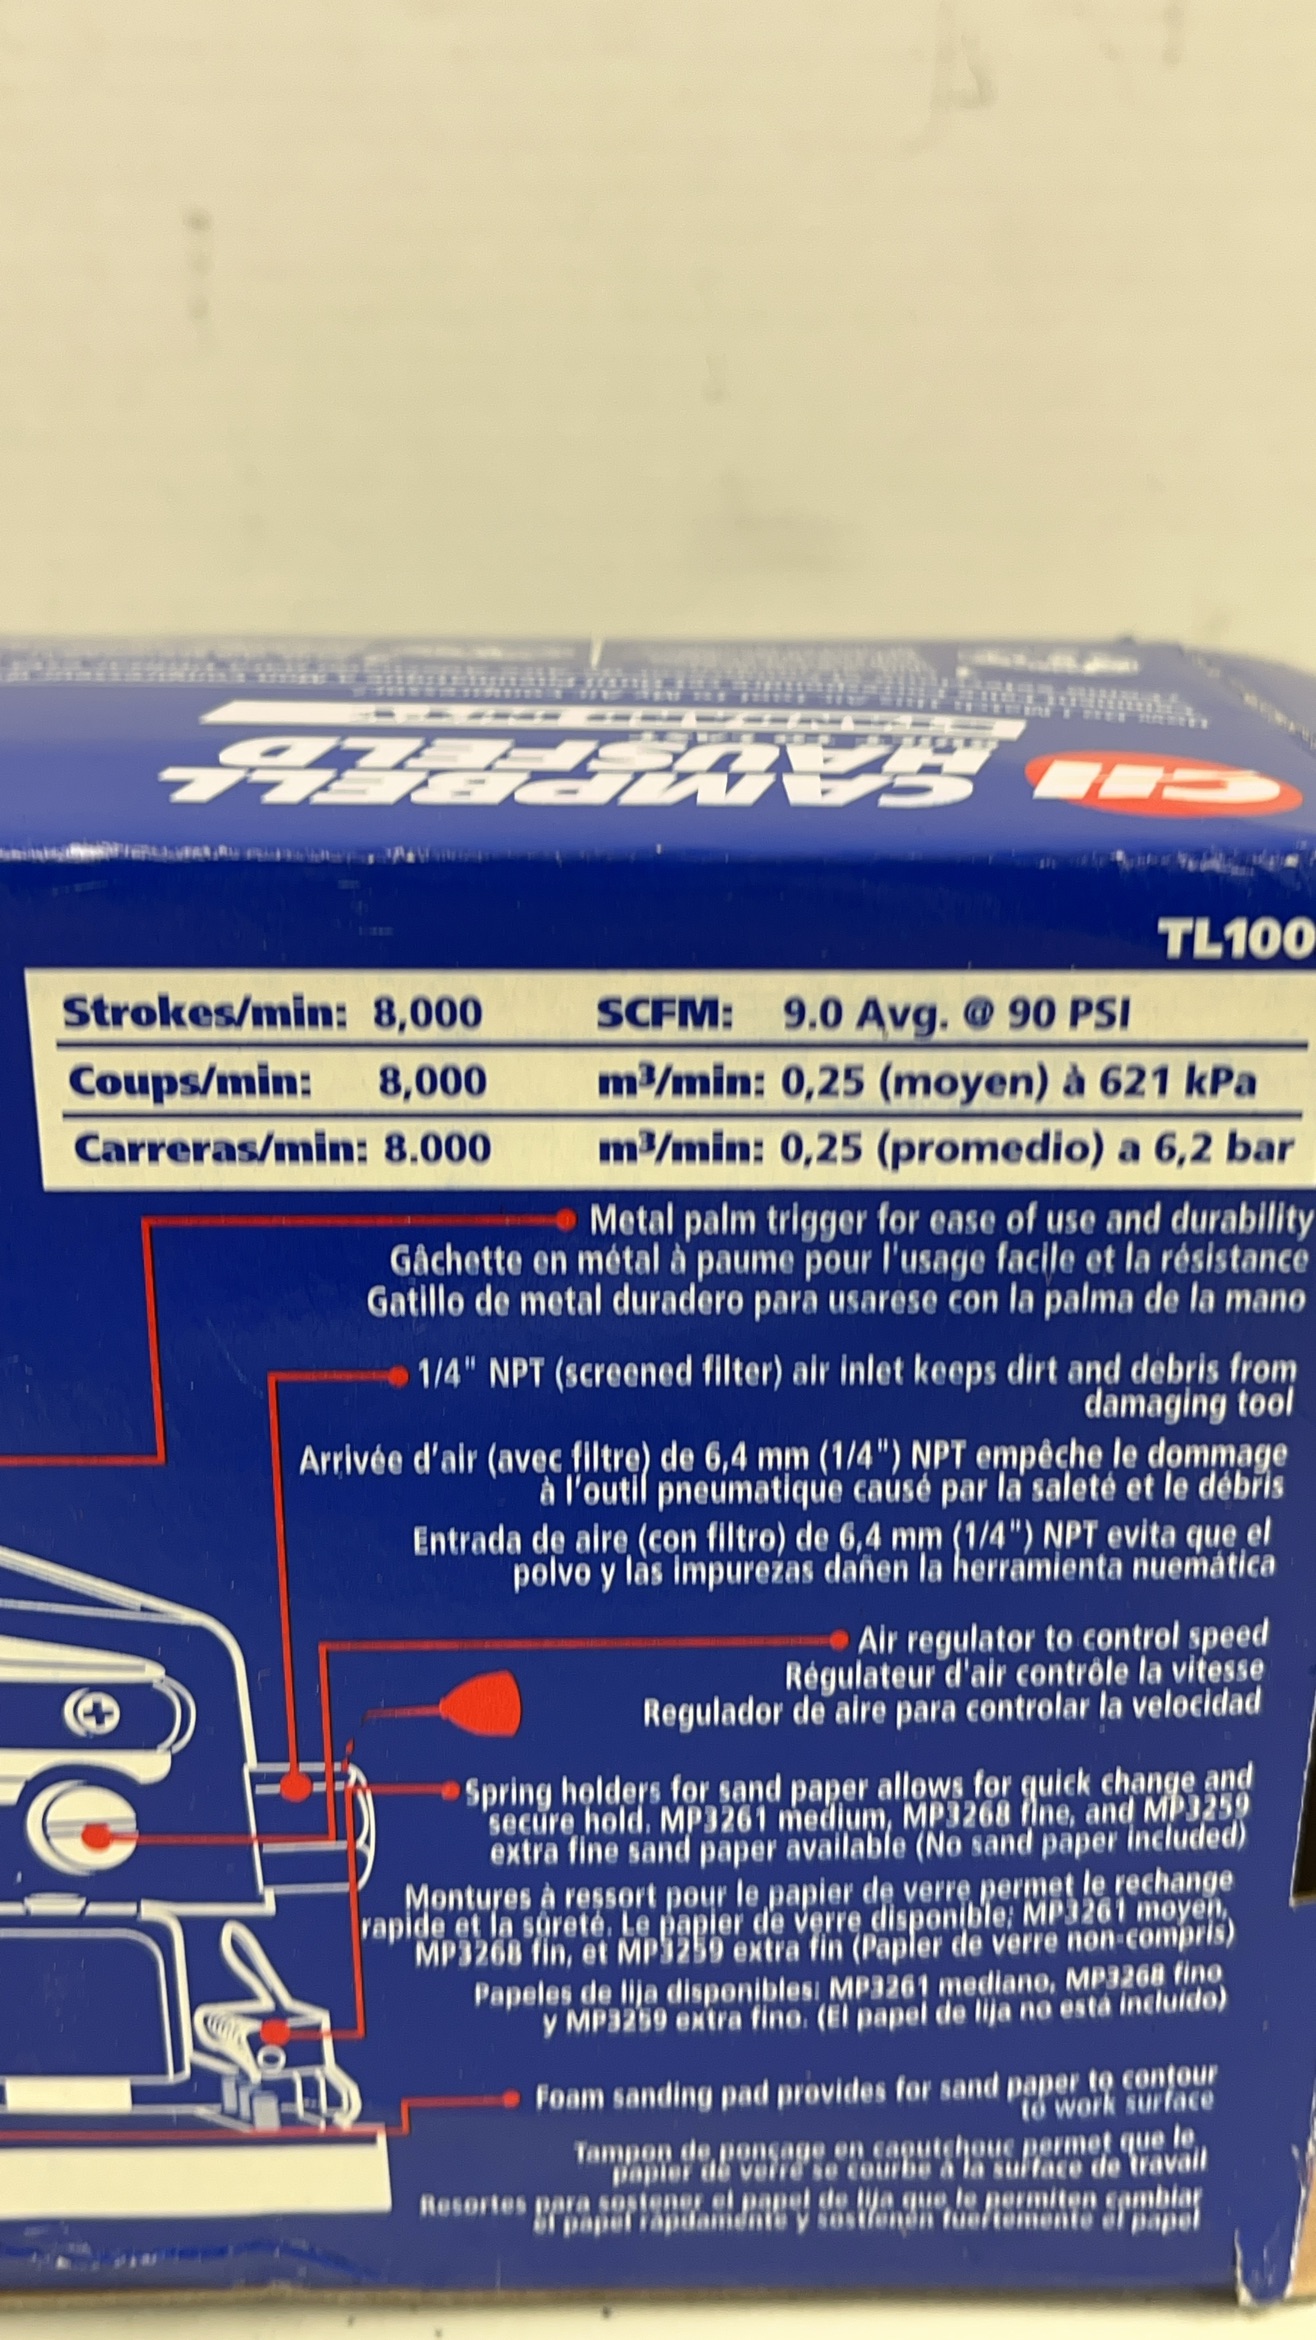 CAMPBELL
HAUSFELD
CH
TL100
Strokes/min: 8,000 SCFM: 9.0 Avg. @ 90 PSI
Coups/min: 8,000 m³/min: 0,25 (moyen) à 621 kPa
Carreras/min: 8.000 m³/min: 0,25 (promedio) a 6,2 bar
Metal palm trigger for ease of use and durability
Gâchette en métal à paume pour l'usage facile et la résistance
Gatillo de metal duradero para usarese con la palma de la mano
1/4" NPT (screened filter) air inlet keeps dirt and debris from
damaging tool
Arrivée d'air (avec filtre) de 6,4 mm (1/4") NPT empêche le dommage
à l'outil pneumatique causé par la saleté et le débris
Entrada de aire (con filtro) de 6,4 mm (1/4") NPT evita que el
polvo y las impurezas dañen la herramienta nuemática
Air regulator to control speed
Régulateur d'air contrôle la vitesse
Regulador de aire para controlar la velocidad
Spring holders for sand paper allows for quick change and
secure hold. MP3261 medium, MP3268 fine, and MP3259
extra fine sand paper available (No sand paper included)
Montures à ressort pour le papier de verre permet le rechange
rapide et la sûreté. Le papier de verre disponible; MP3261 moyen,
MP3268 fin, et MP3259 extra fin (Papier de verre non-compris)
Papeles de lija disponibles: MP3261 mediano, MP3268 fino
y MP3259 extra fino. (El papel de lija no está incluído)
Foam sanding pad provides for sand paper to contour
to work surface
Tampon de ponçage en caoutchouc permet que le
papier de verre se courbe à la surface de travail
Resortes para sostener el papel de lija que le permiten cambiar
el papel rápdamente y sostienen fuertemente el papel